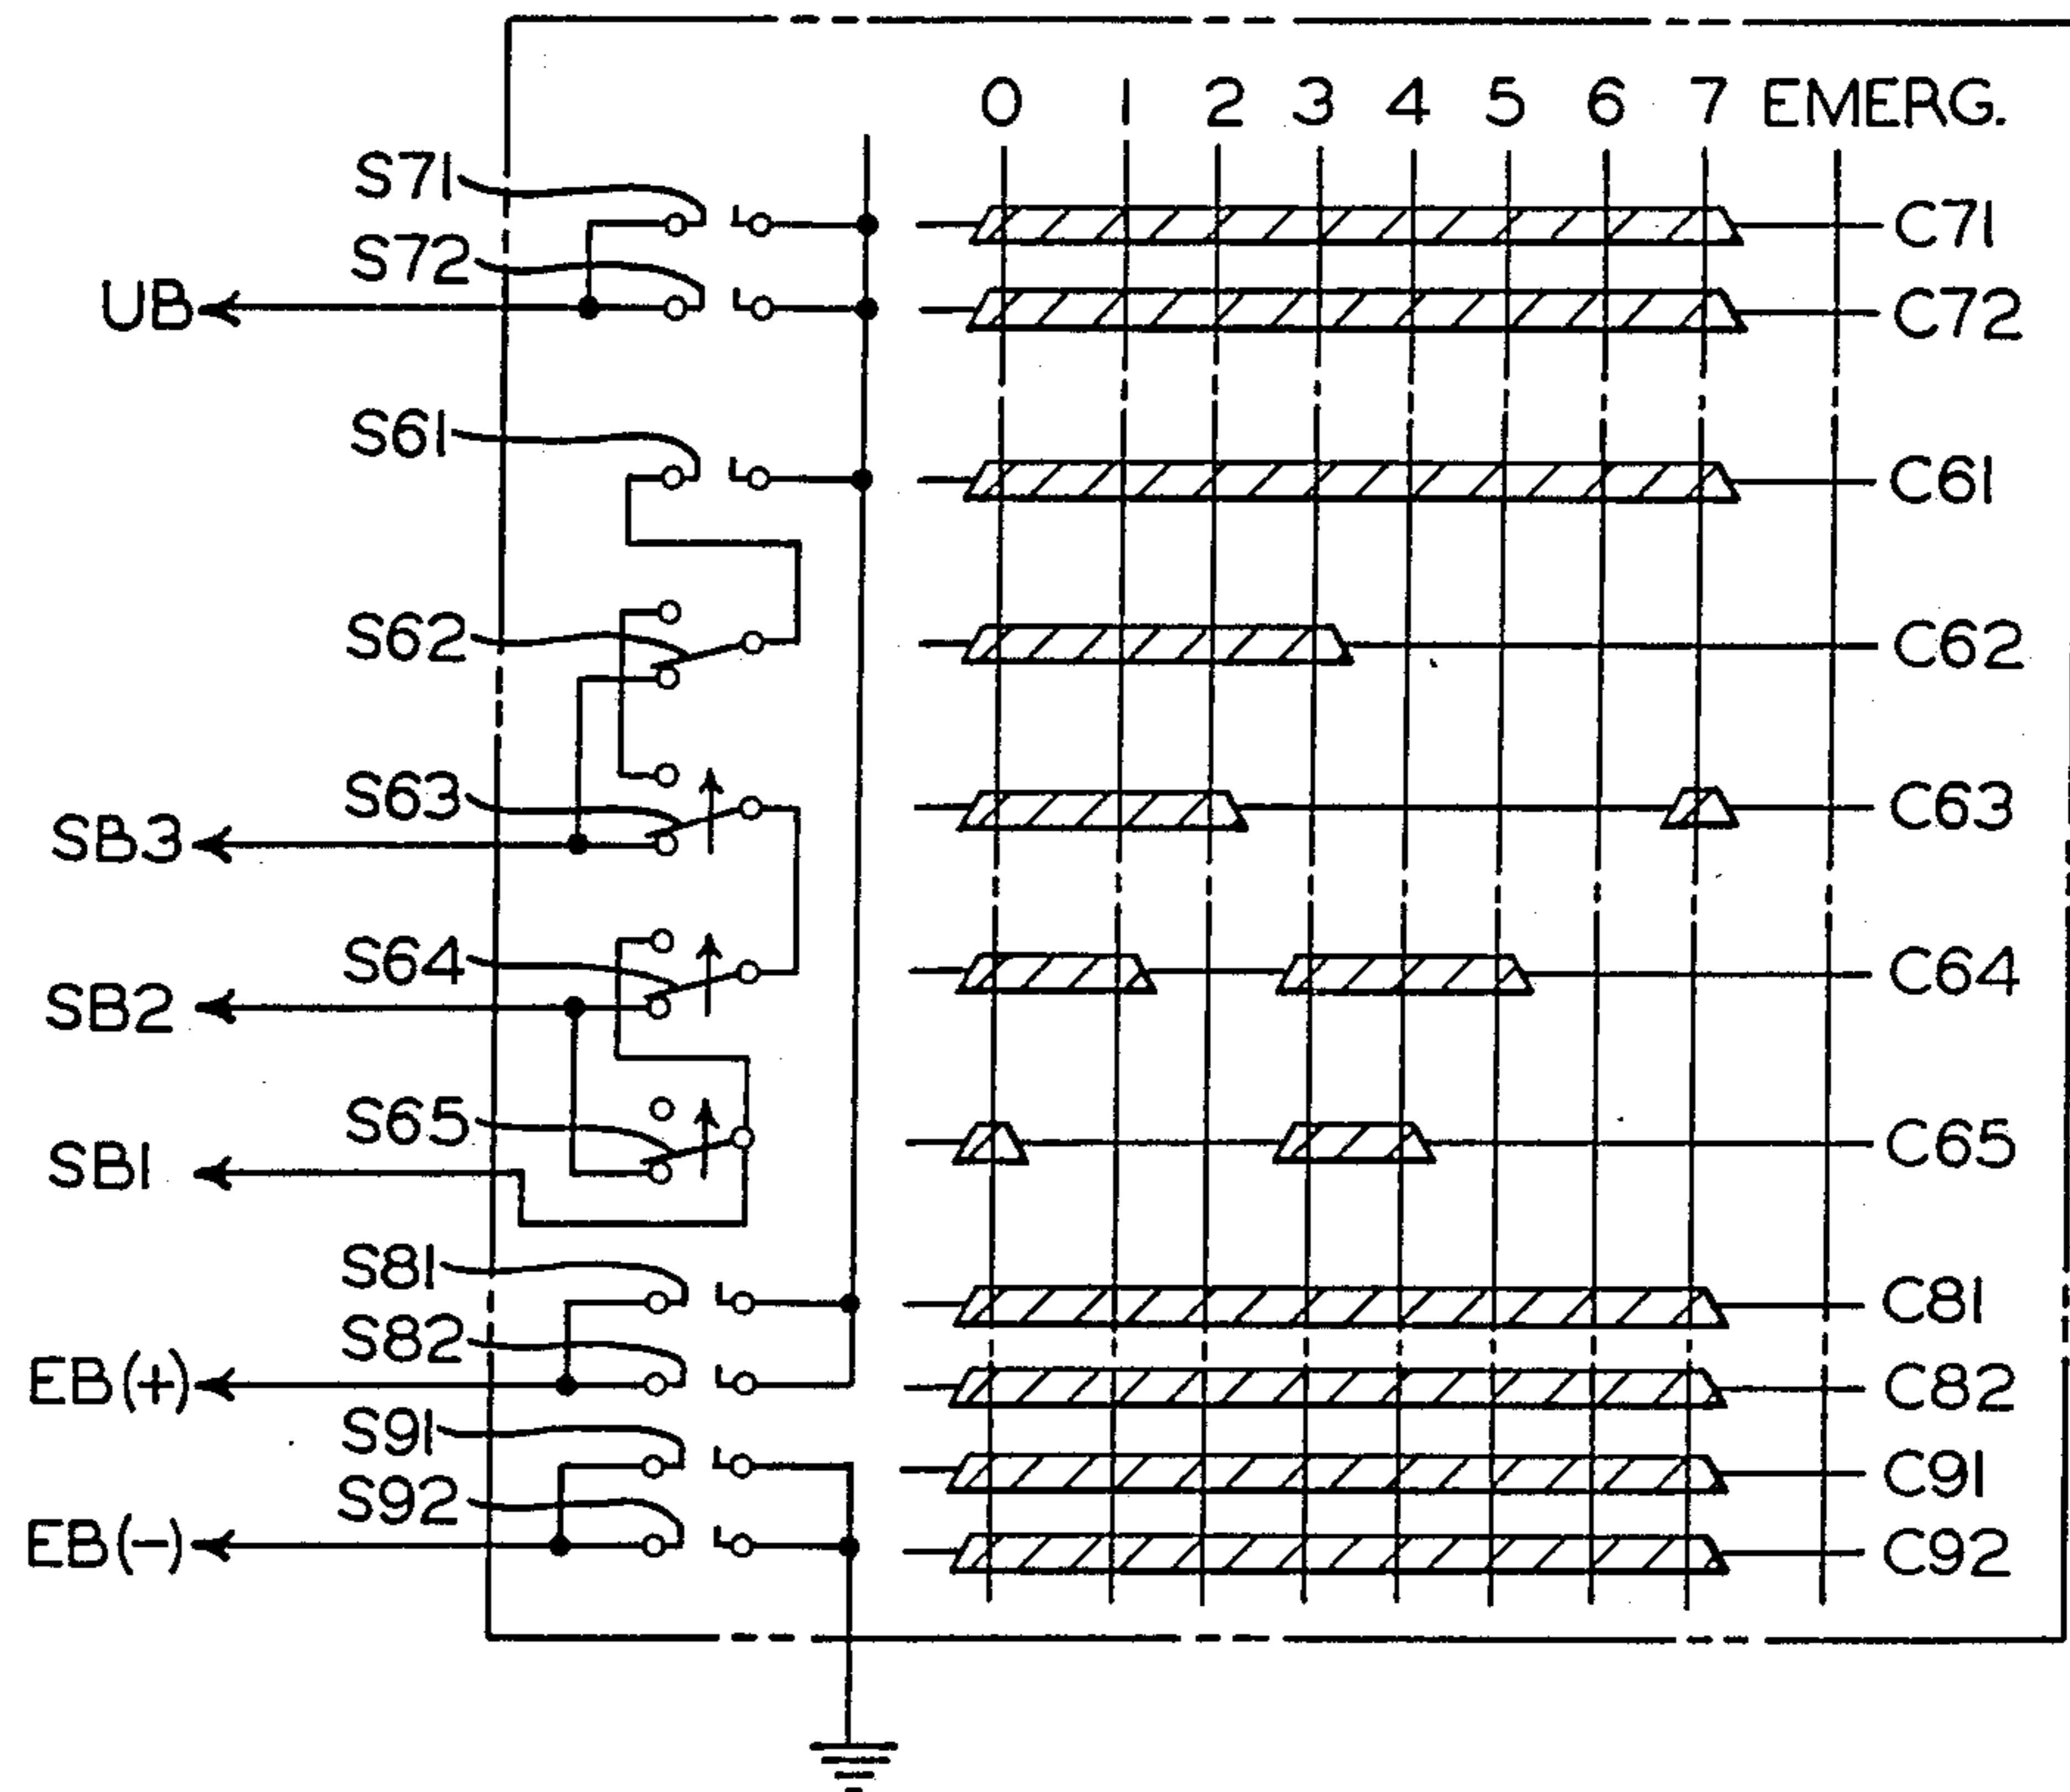 0 1 2 3 4 5 6 7 EMERG.
S71
C71
S72
UB
C72
S61
C61
S62
C62
S63
SB3
C63
S64
SB2
C64
S65
SB1
C65
S81
C81
S82
EB(+)
C82
S91
C91
S92
EB(-)
C92